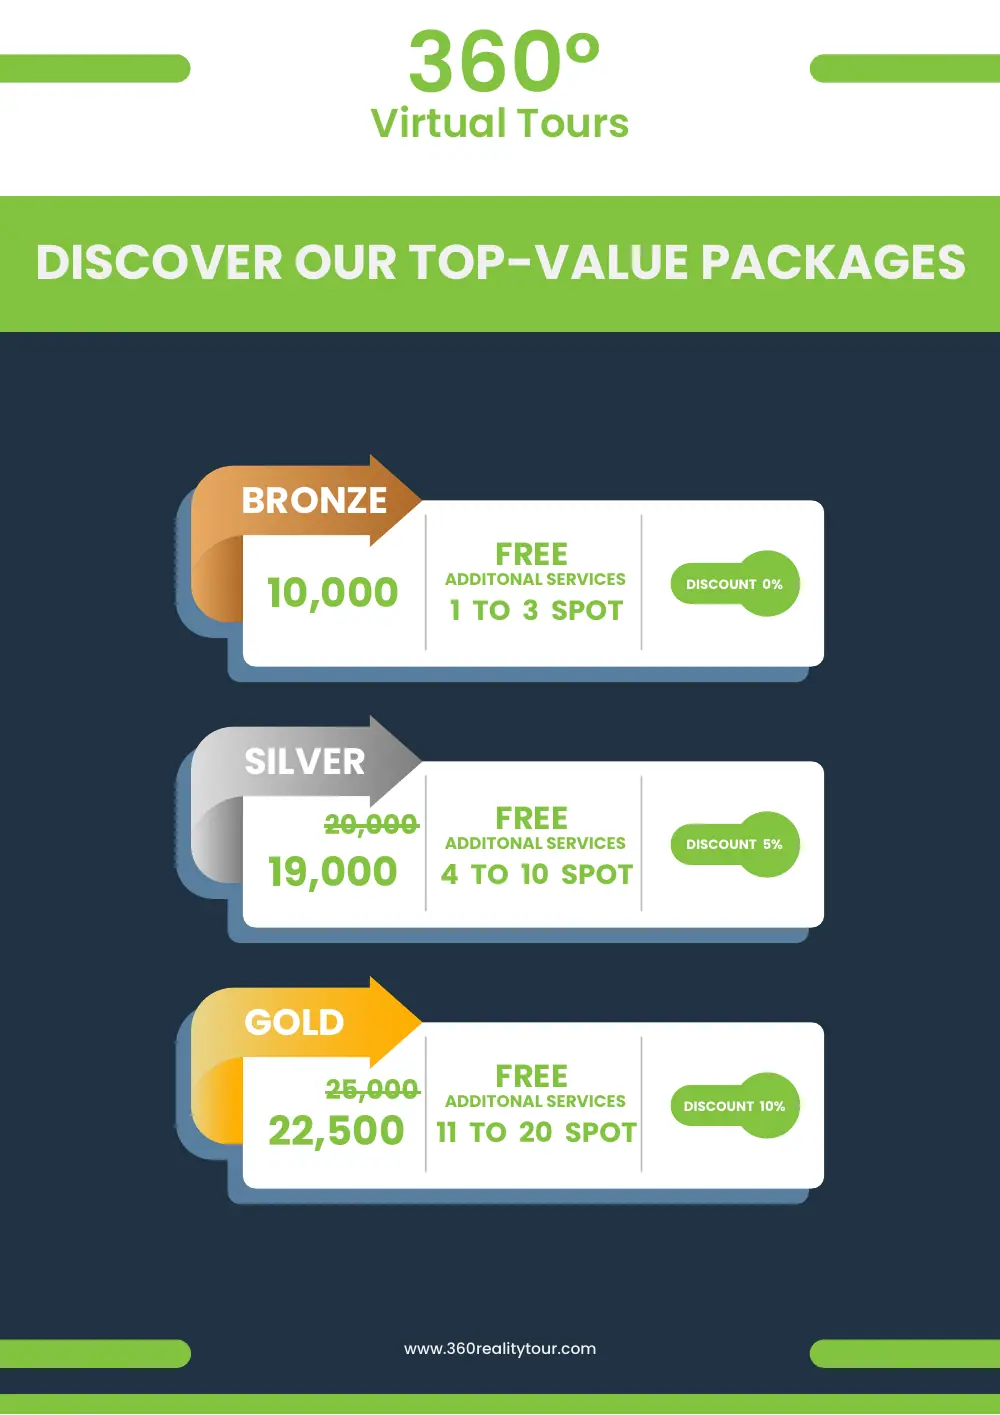 360°
Virtual Tours
DISCOVER OUR TOP-VALUE PACKAGES
BRONZE
10,000
FREE
ADDITONAL SERVICES
1 TO 3 SPOT
DISCOUNT 0%
SILVER
20,000
19,000
FREE
ADDITONAL SERVICES
4 TO 10 SPOT
DISCOUNT 5%
GOLD
25,000
22,500
FREE
ADDITONAL SERVICES
11 TO 20 SPOT
DISCOUNT 10%
www.360realitytour.com